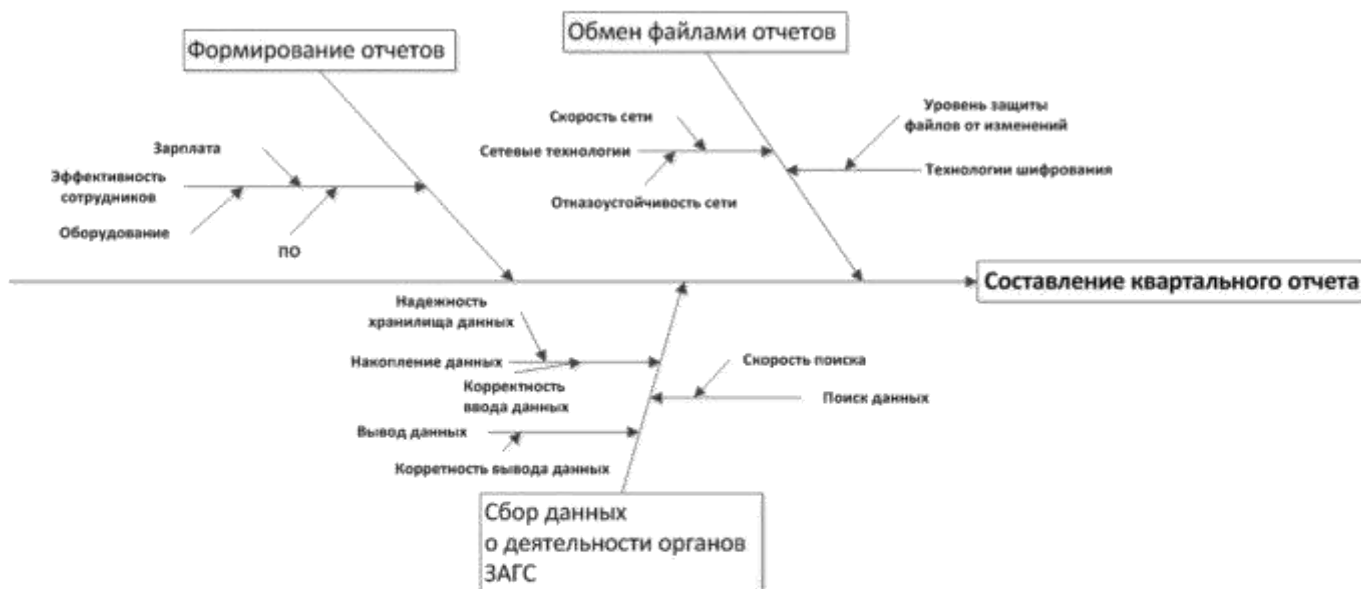 Формирование отчетов
Обмен файлами отчетов
Скорость сети
Уровень защиты
файлов от изменений
Сетевые технологии
Технологии шифрования
Отказоустойчивость сети
Зарплата
Эффективность
сотрудников
Оборудование
ПО
Составление квартального отчета
Надежность
хранилища данных
Накопление данных
Корректность
ввода данных
Скорость поиска
Поиск данных
Вывод данных
Корретность вывода данных
Сбор данных
о деятельности органов
ЗАГС